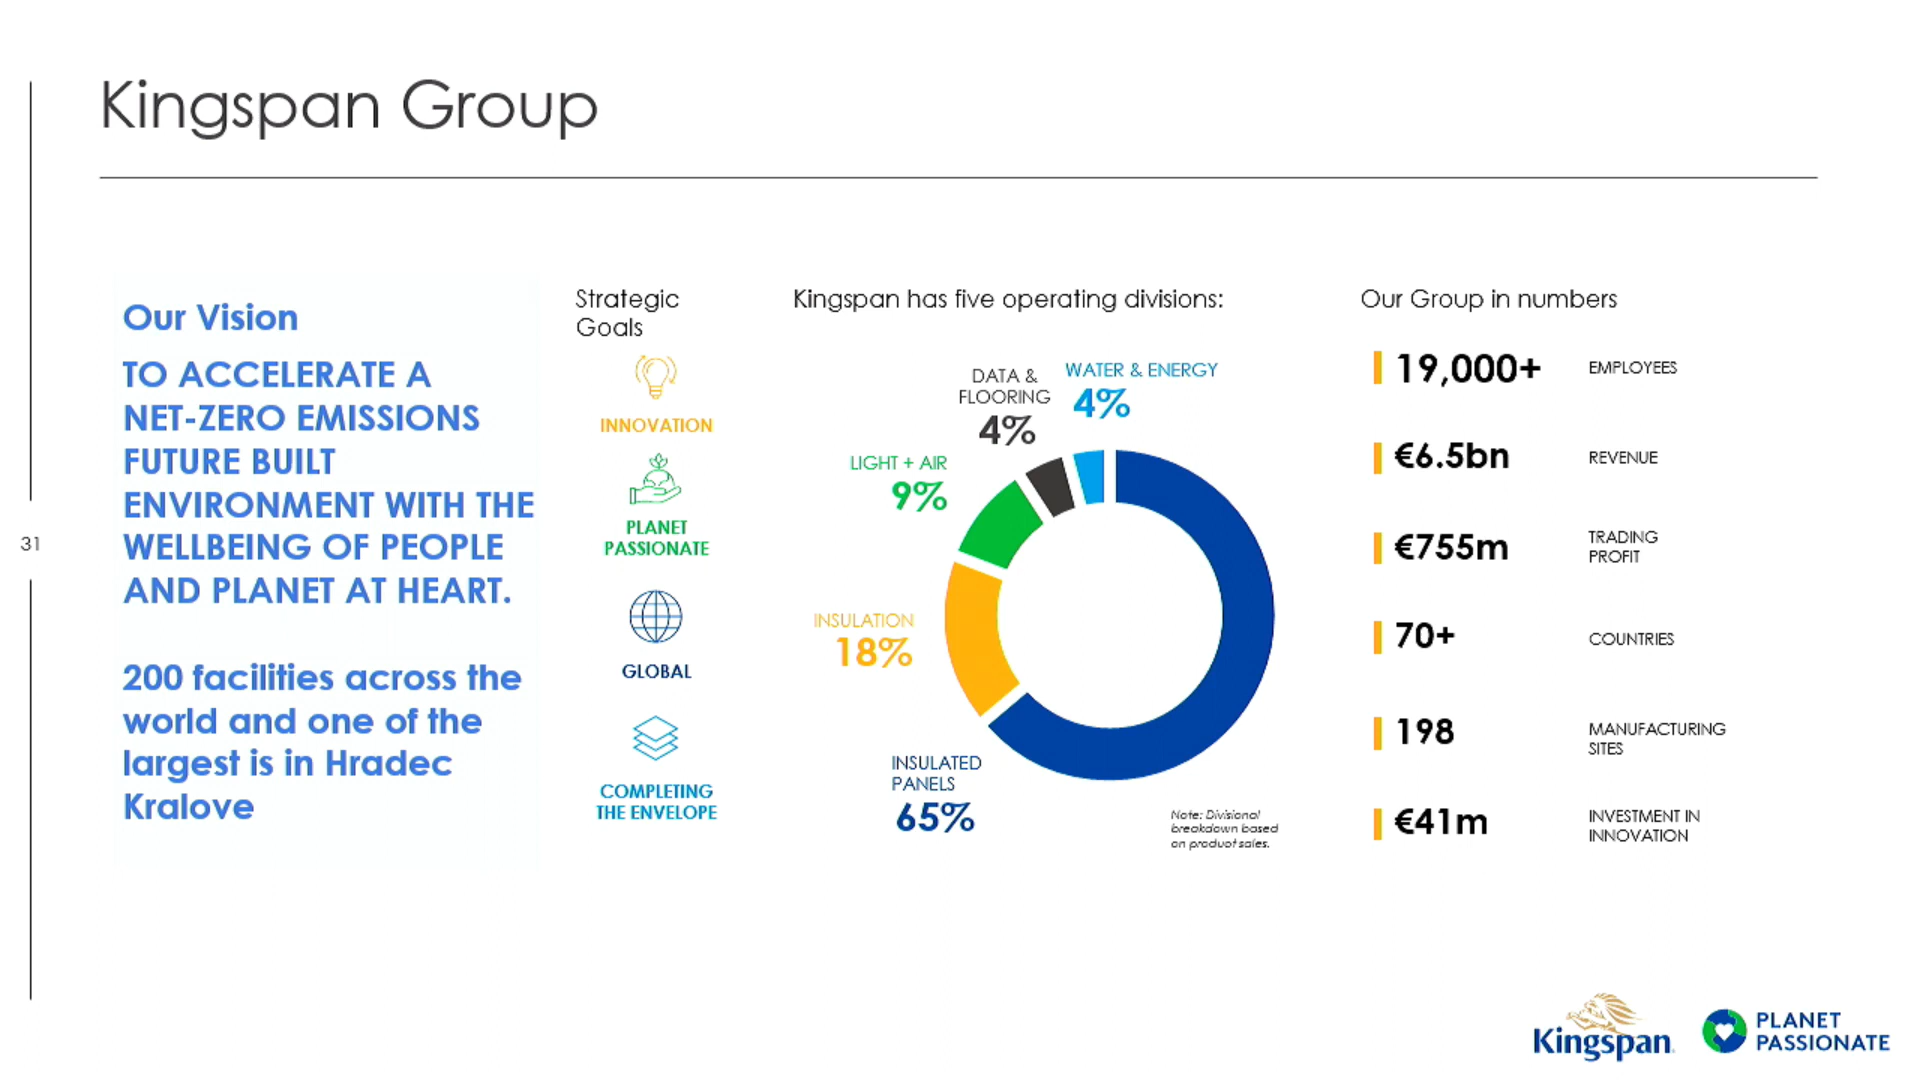 Kingspan Group
31
Our Vision
TO ACCELERATE A
NET-ZERO EMISSIONS
FUTURE BUILT
ENVIRONMENT WITH THE
WELLBEING OF PEOPLE
AND PLANET AT HEART.
200 facilities across the
world and one of the
largest is in Hradec
Kralove
Strategic
Goals
INNOVATION
PLANET
PASSIONATE
GLOBAL
COMPLETING
THE ENVELOPE
Kingspan has five operating divisions:
DATA &
FLOORING
4%
WATER & ENERGY
4%
LIGHT + AIR
9%
INSULATION
18%
INSULATED
PANELS
65%
Note: Divisional
breakdown based
on product sales.
Our Group in numbers
19,000+ EMPLOYEES
€6.5bn REVENUE
€755m TRADING
PROFIT
70+ COUNTRIES
198 MANUFACTURING
SITES
€41m INVESTMENT IN
INNOVATION
Kingspan
PLANET
PASSIONATE